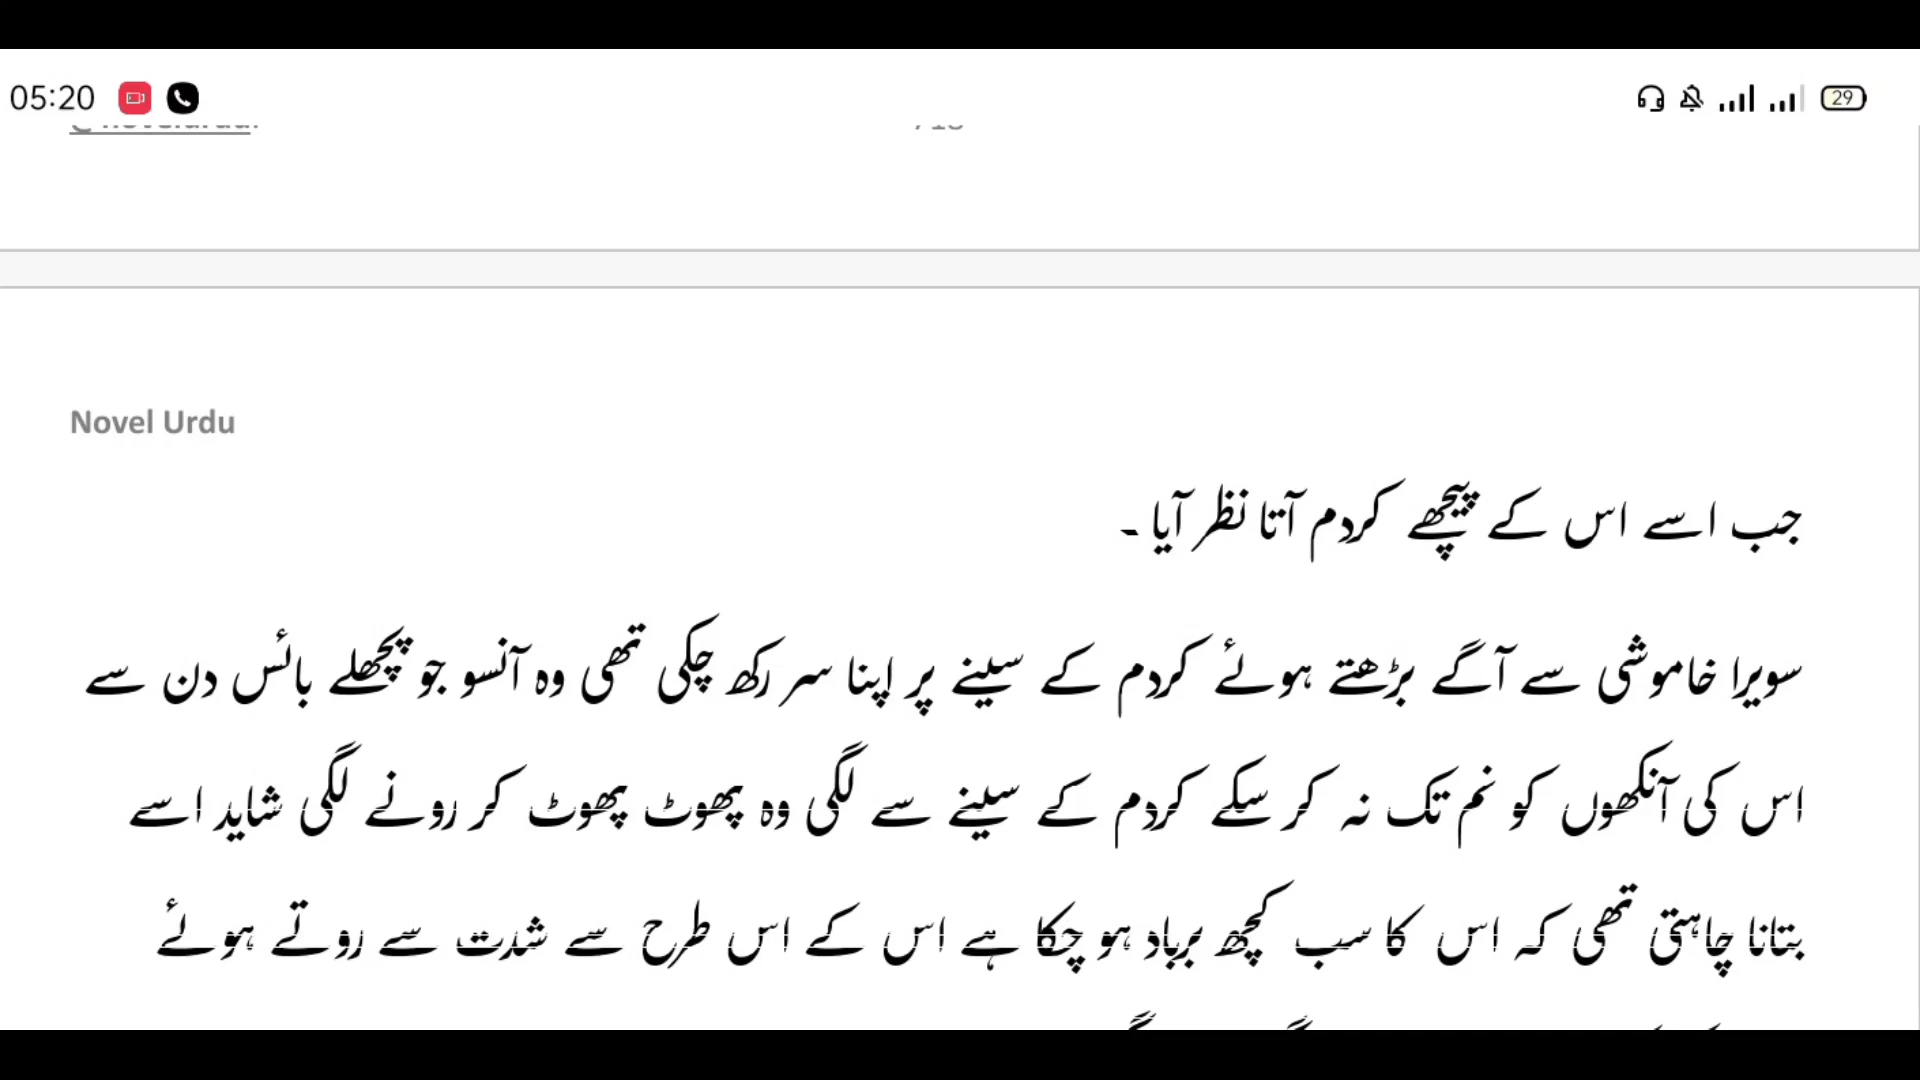 05:20
29
Novel Urdu
جب اسے اس کے پیچھے کردم آتا نظر آیا ۔
سویرا خاموشی سے آگے بڑھتے ہوئے کردم کے سینے پر اپنا سر رکھ چکی تھی وہ آنسو جو پچھلے بائس دن سے
اس کی آنکھوں کو نم تک نہ کر سکے کردم کے سینے سے لگی وہ پھوٹ پھوٹ کر رونے لگی شاید اسے
بتانا چاہتی تھی کہ اس کا سب کچھ برباد ہو چکا ہے اس کے اس طرح سے شدت سے روتے ہوئے